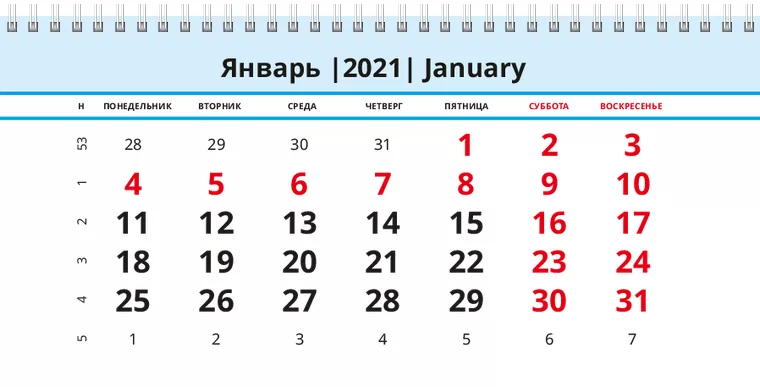 Январь |2021| January
Н ПОНЕДЕЛЬНИК ВТОРНИК СРЕДА ЧЕТВЕРГ ПЯТНИЦА СУББОТА ВОСКРЕСЕНЬЕ
53 28 29 30 31 1 2 3
1 4 5 6 7 8 9 10
2 11 12 13 14 15 16 17
3 18 19 20 21 22 23 24
4 25 26 27 28 29 30 31
5 1 2 3 4 5 6 7